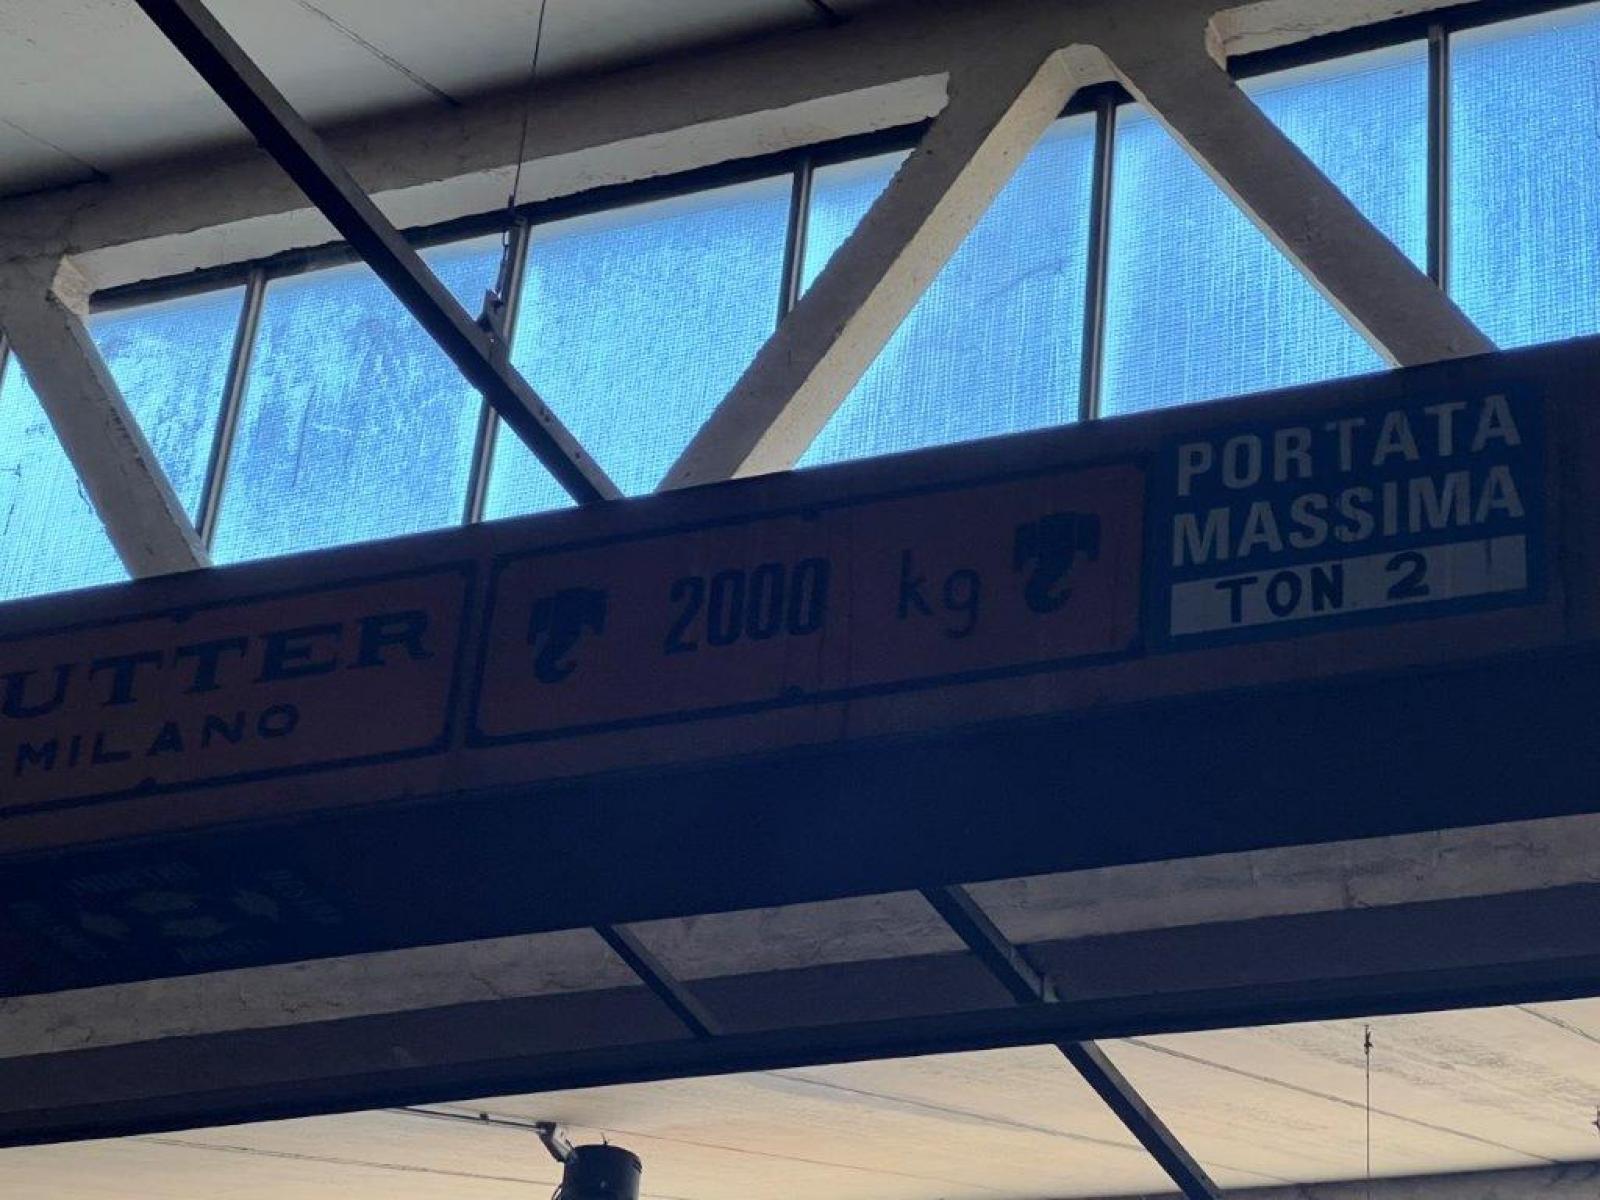 UTTER
MILANO
2000 kg
PORTATA
MASSIMA
TON 2